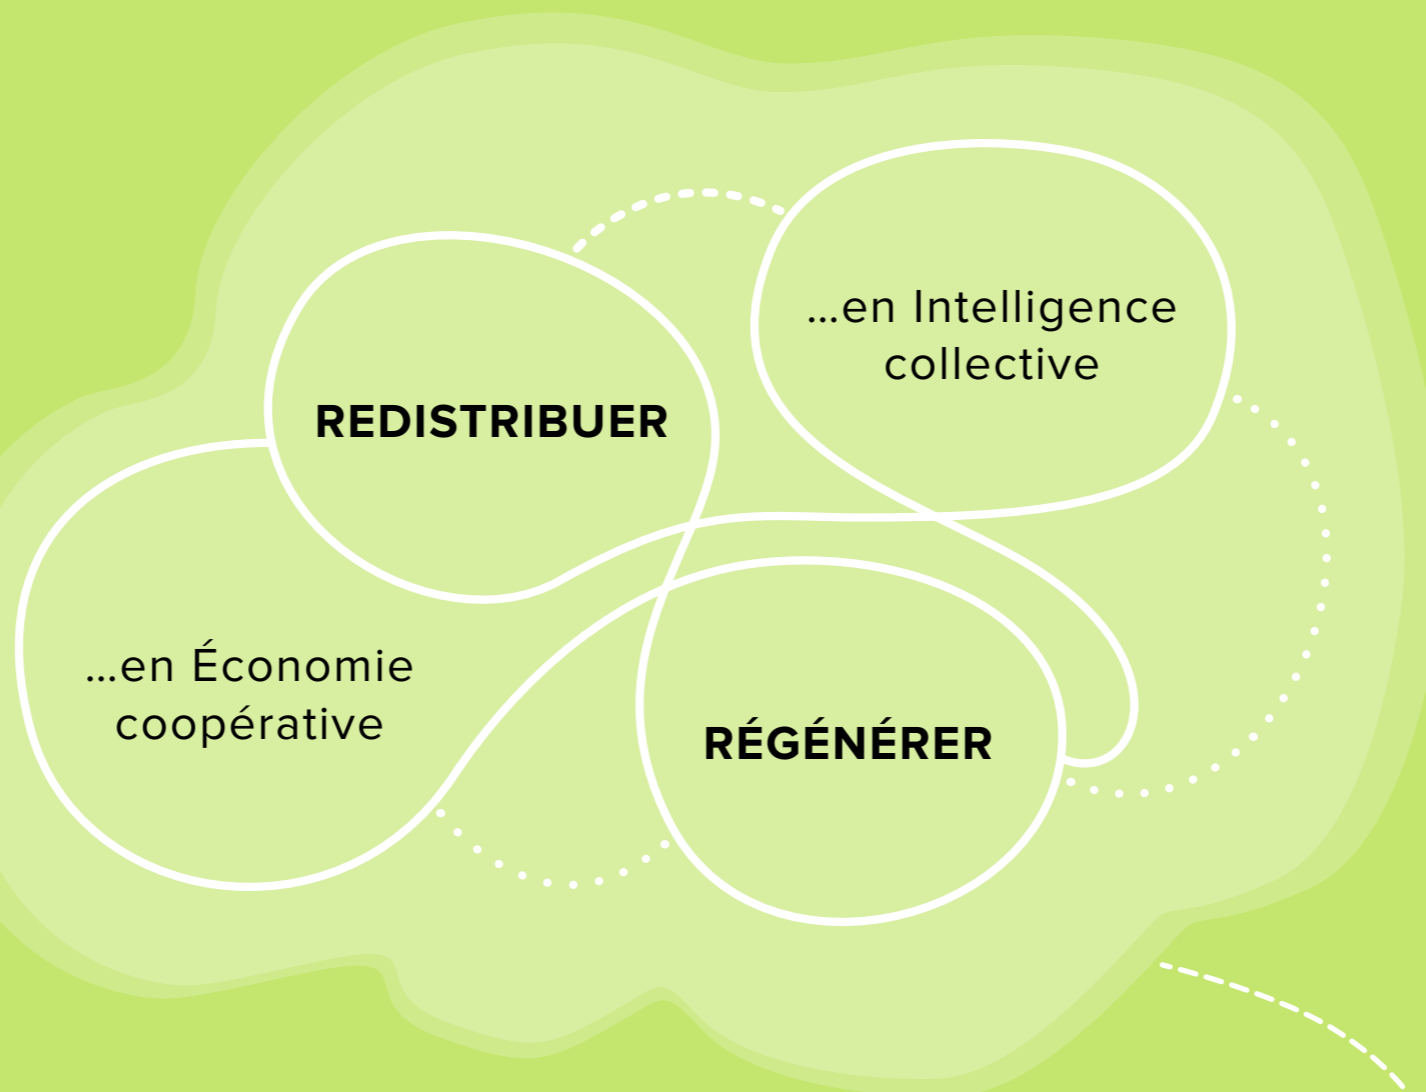 ...en Intelligence
collective
REDISTRIBUER
...en Économie
coopérative
RÉGÉNÉRER